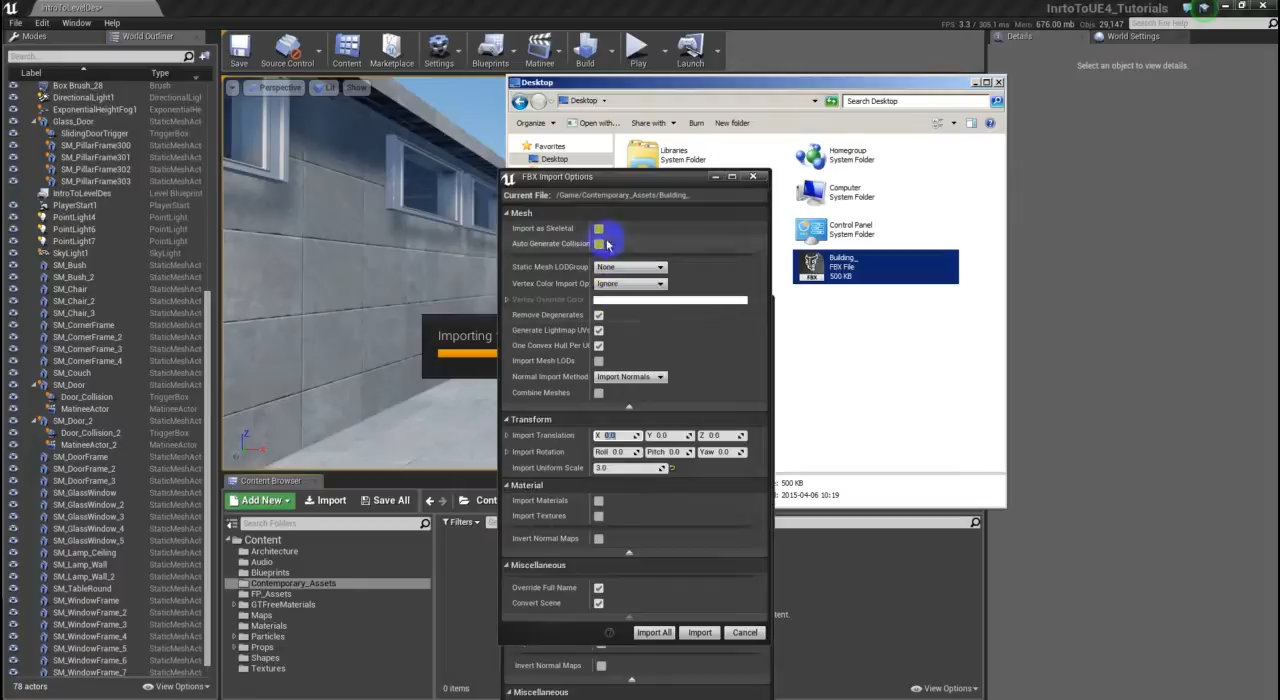 IntroToLevelDes•
InrtoToUE4_Tutorials
File Edit Window Help
FPS: 3.3 / 305.1 ms Mem: 676.00 mb Objs: 29,147
Search For Help
Modes
World Outliner
Save
Source Control
Content
Marketplace
Settings
Blueprints
Matinee
Build
Play
Launch
Details
World Settings
Select an object to view details.
Search...
Label Type
Box Brush_28 Brush
DirectionalLight1 DirectionalLigl
ExponentialHeightFog1 ExponentialHe
Glass_Door StaticMeshAct
SlidingDoorTrigger TriggerBox
SM_PillarFrame300 StaticMeshAct
SM_PillarFrame301 StaticMeshAct
SM_PillarFrame302 StaticMeshAct
SM_PillarFrame303 StaticMeshAct
IntroToLevelDes Level Blueprint
PlayerStart1 PlayerStart
PointLight4 PointLight
PointLight6 PointLight
PointLight7 PointLight
SkyLight1 SkyLight
SM_Bush StaticMeshAct
SM_Bush_2 StaticMeshAct
SM_Chair StaticMeshAct
SM_Chair_2 StaticMeshAct
SM_Chair_3 StaticMeshAct
SM_CornerFrame StaticMeshAct
SM_CornerFrame_2 StaticMeshAct
SM_CornerFrame_3 StaticMeshAct
SM_CornerFrame_4 StaticMeshAct
SM_Couch StaticMeshAct
SM_Door StaticMeshAct
Door_Collision TriggerBox
MatineeActor MatineeActor
SM_Door_2 StaticMeshAct
Door_Collision_2 TriggerBox
MatineeActor_2 MatineeActor
SM_DoorFrame StaticMeshAct
SM_DoorFrame_2 StaticMeshAct
SM_DoorFrame_3 StaticMeshAct
SM_GlassWindow StaticMeshAct
SM_GlassWindow_2 StaticMeshAct
SM_GlassWindow_3 StaticMeshAct
SM_GlassWindow_4 StaticMeshAct
SM_GlassWindow_5 StaticMeshAct
SM_Lamp_Ceiling StaticMeshAct
SM_Lamp_Wall StaticMeshAct
SM_Lamp_Wall_2 StaticMeshAct
SM_TableRound StaticMeshAct
SM_WindowFrame StaticMeshAct
SM_WindowFrame_2 StaticMeshAct
SM_WindowFrame_3 StaticMeshAct
SM_WindowFrame_4 StaticMeshAct
SM_WindowFrame_5 StaticMeshAct
SM_WindowFrame_6 StaticMeshAct
SM_WindowFrame_7 StaticMeshAct
78 actors
View Options
Perspective
Lit
Show
Importing
Z
X
Desktop
Desktop
Search Desktop
Organize Open with... Share with Burn New folder
Favorites
Desktop
Libraries
System Folder
Homegroup
System Folder
Computer
System Folder
Control Panel
System Folder
Building_
FBX File
500 KB
FBX
: 500 KB
: 2015-04-06 10:19
FBX Import Options
Current File: /Game/Contemporary_Assets/Building_
Mesh
Import as Skeletal
Auto Generate Collision
Static Mesh LODGroup None
Vertex Color Import Op Ignore
Vertex Override Color
Remove Degenerates
Generate Lightmap UVs
One Convex Hull Per U
Import Mesh LODs
Normal Import Method Import Normals
Combine Meshes
Transform
Import Translation X 0.0 Y 0.0 Z 0.0
Import Rotation Roll 0.0 Pitch 0.0 Yaw 0.0
Import Uniform Scale 3.0
Material
Import Materials
Import Textures
Invert Normal Maps
Miscellaneous
Override Full Name
Convert Scene
Import All Import Cancel
Invert Normal Maps
Miscellaneous
Content Browser
Add New Import Save All Cont
Search Folders
Filters
Content
Architecture
Audio
Blueprints
Contemporary_Assets
FP_Assets
GTFreeMaterials
Maps
Materials
Particles
Props
Shapes
Textures
tent.
0 items
View Options